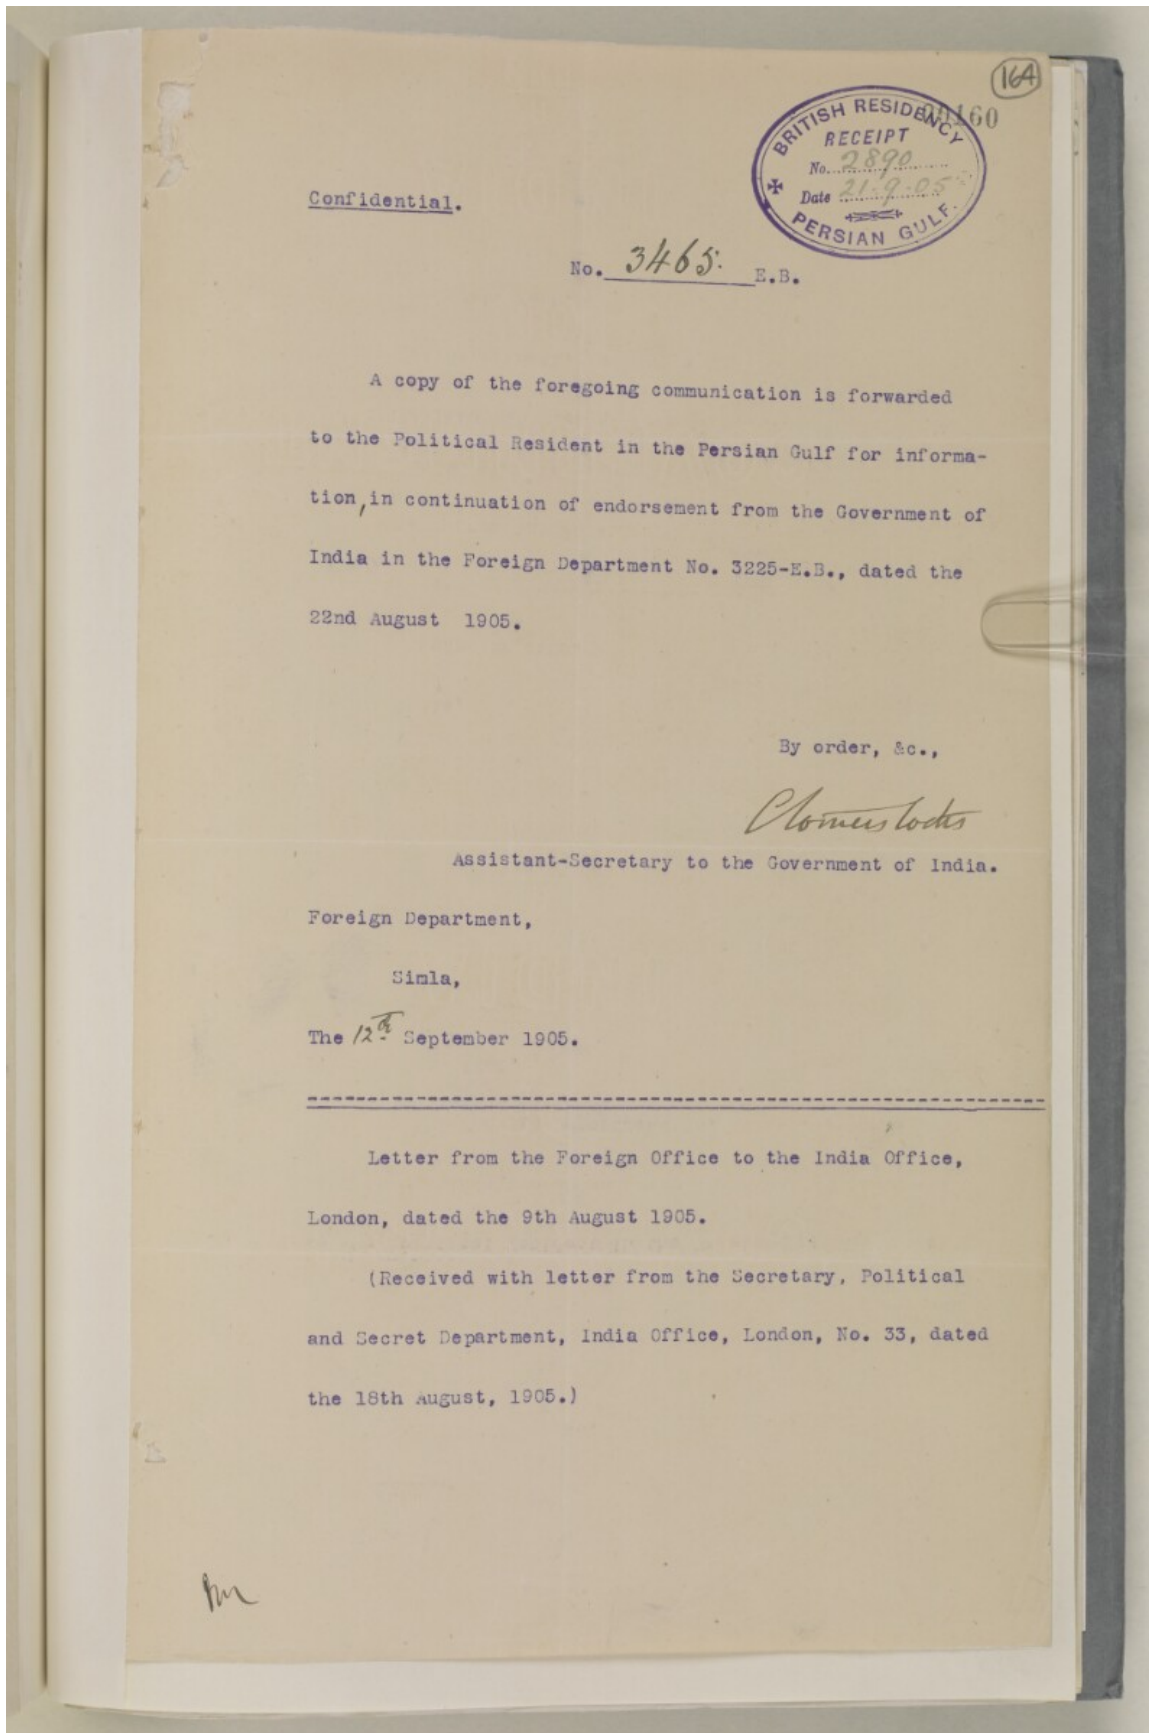 164
00160
BRITISH RESIDENCY
RECEIPT
No. 2890
Date 21-9-05
PERSIAN GULF.
Confidential.
No. 3465. E.B.
A copy of the foregoing communication is forwarded
to the Political Resident in the Persian Gulf for informa-
tion, in continuation of endorsement from the Government of
India in the Foreign Department No. 3225-E.B., dated the
22nd August 1905.
By order, &c.,
Assistant-Secretary to the Government of India.
Foreign Department,
Simla,
The 12th September 1905.
Letter from the Foreign Office to the India Office,
London, dated the 9th August 1905.
(Received with letter from the Secretary, Political
and Secret Department, India Office, London, No. 33, dated
the 18th August, 1905.)